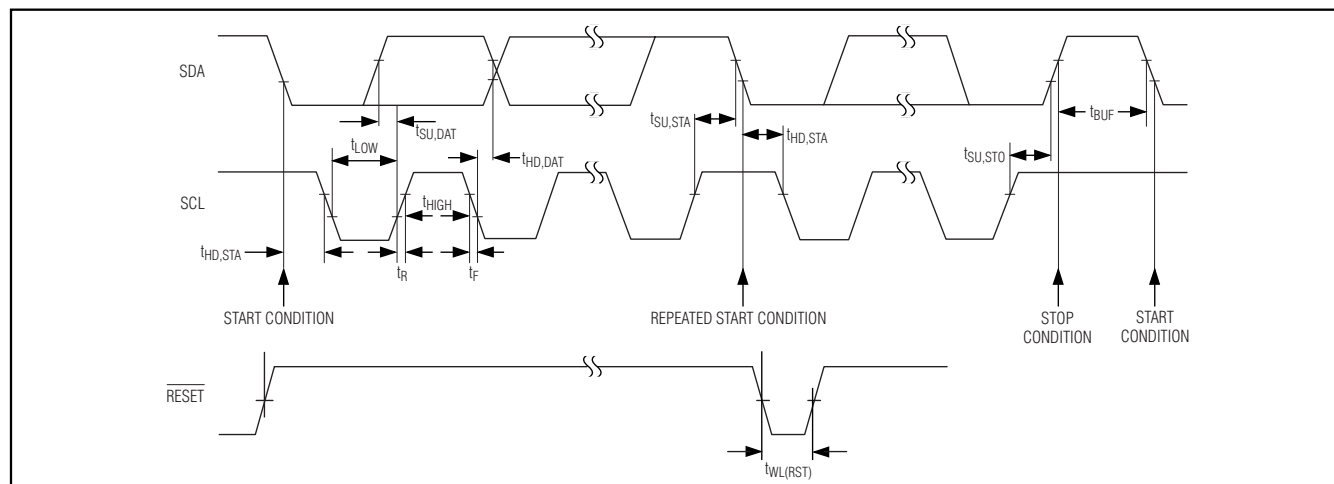 SDA
tSU,DAT
tLOW
tHD,DAT
tSU,STA
tHD,STA
tBUF
tSU,STO
SCL
tHIGH
tHD,STA
tR
tF
START CONDITION
REPEATED START CONDITION
STOP
CONDITION
START
CONDITION
RESET
tWL(RST)